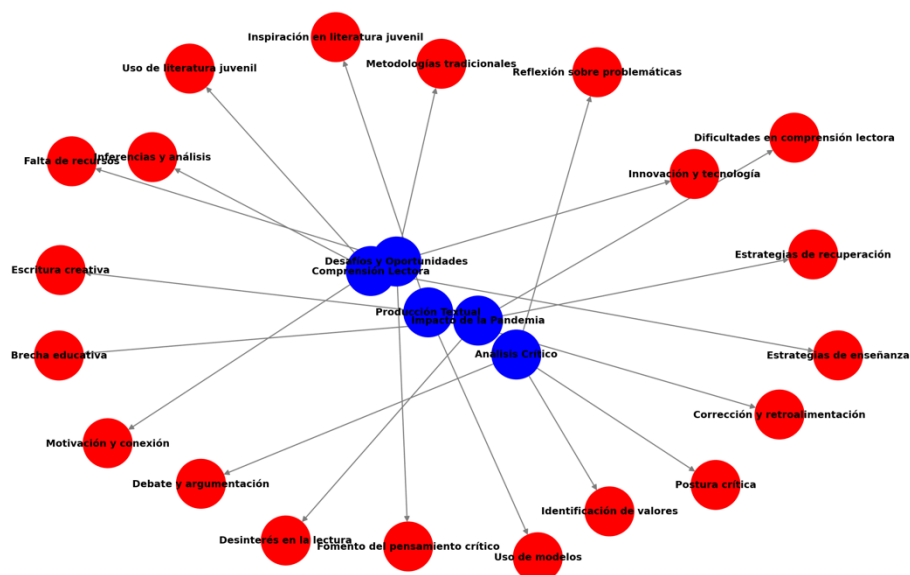 Inspiración en literatura juvenil
Metodologías tradicionales
Uso de literatura juvenil
Reflexión sobre problemáticas
Dificultades en comprensión lectora
Inferencias y análisis
Falta de recursos
Innovación y tecnología
Estrategias de recuperación
Desafíos y Oportunidades
Comprensión Lectora
Escritura creativa
Producción Textual
Impacto de la Pandemia
Análisis Crítico
Brecha educativa
Estrategias de enseñanza
Corrección y retroalimentación
Motivación y conexión
Debate y argumentación
Postura crítica
Identificación de valores
Desinterés en la lectura
Fomento del pensamiento crítico
Uso de modelos